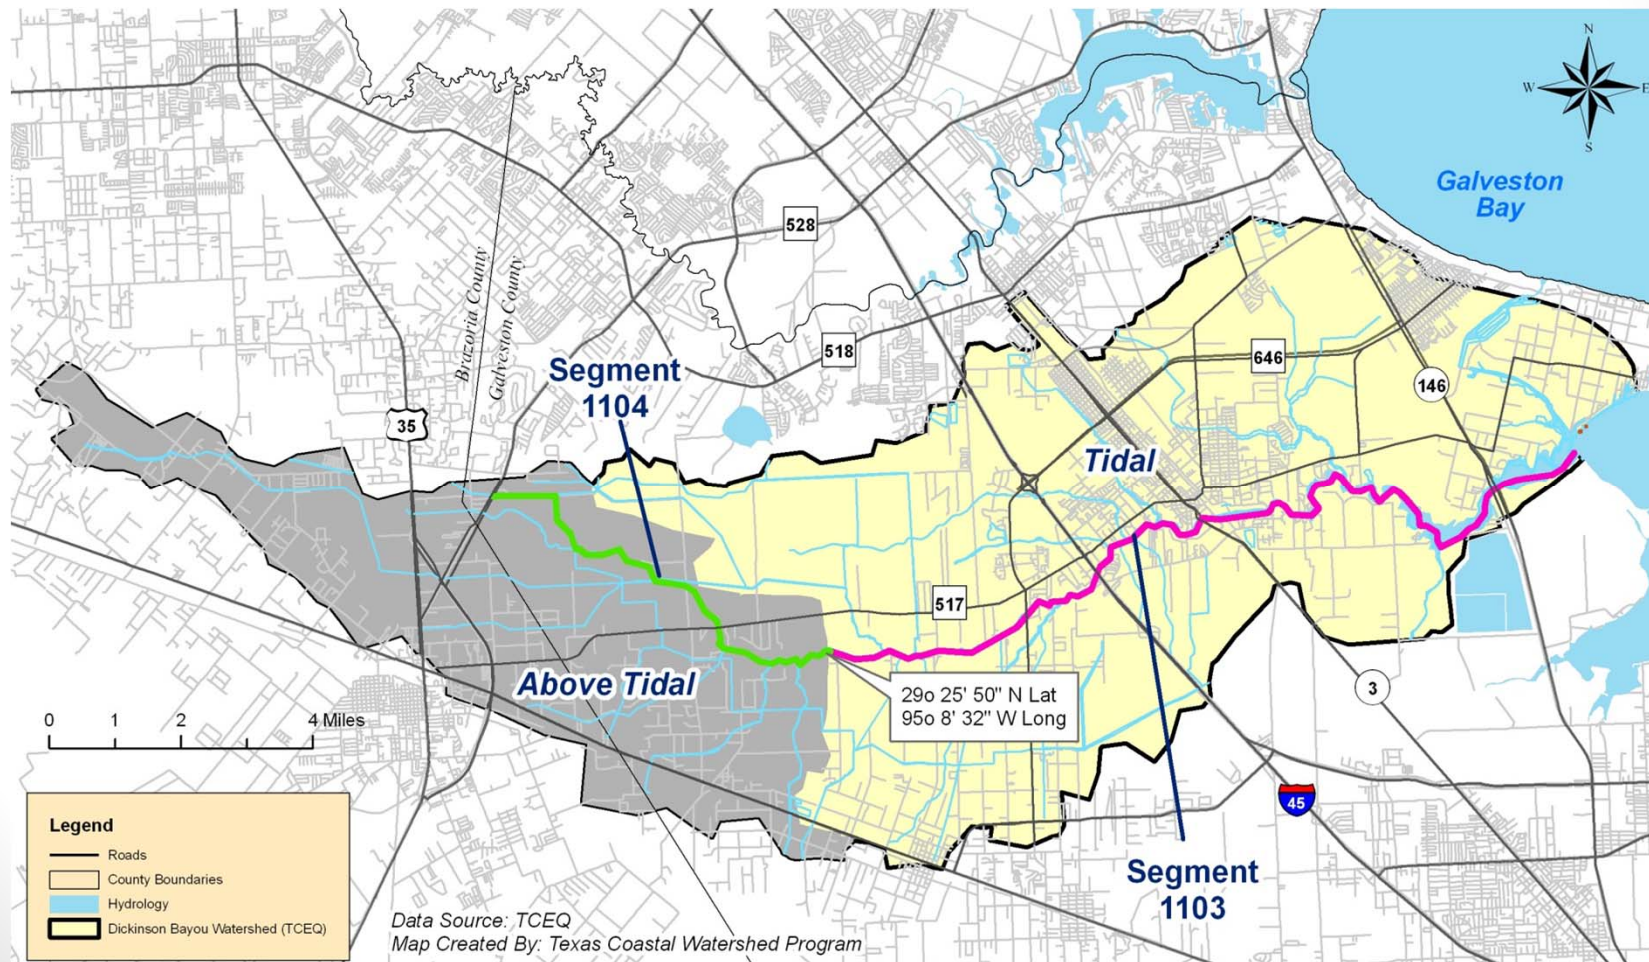 N
W
E
S
Galveston
Bay
528
Brazoria County
Galveston County
518
646
Segment
1104
146
35
Tidal
517
Above Tidal
29o 25' 50" N Lat
95o 8' 32" W Long
3
0 1 2 4 Miles
45
Legend
Roads
County Boundaries
Hydrology
Dickinson Bayou Watershed (TCEQ)
Segment
1103
Data Source: TCEQ
Map Created By: Texas Coastal Watershed Program